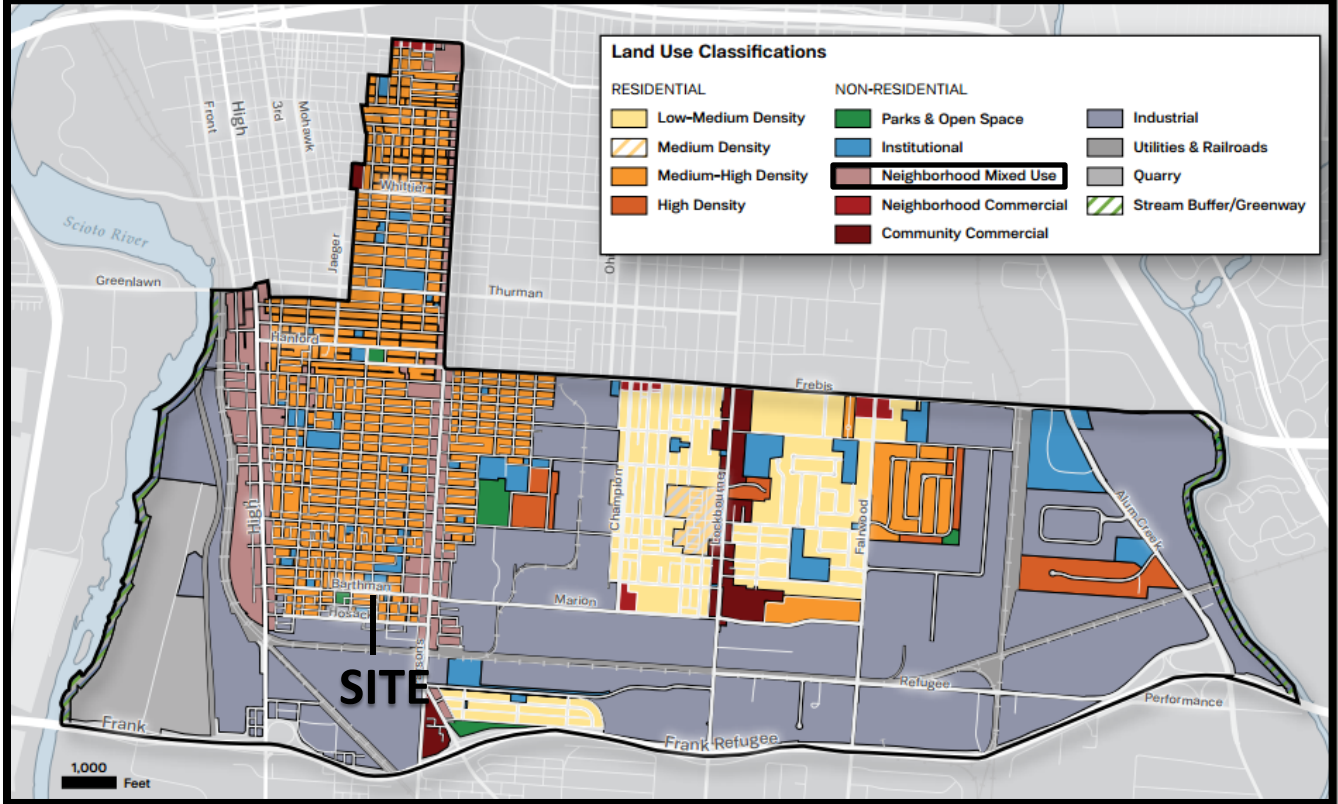 Land Use Classifications
RESIDENTIAL
Low-Medium Density
Medium Density
Medium-High Density
High Density
NON-RESIDENTIAL
Parks & Open Space
Institutional
Neighborhood Mixed Use
Neighborhood Commercial
Community Commercial
Industrial
Utilities & Railroads
Quarry
Stream Buffer/Greenway
Front
High
3rd
Mohawk
Whittier
Scioto River
Jaeger
Greenlawn
Thurman
Hanford
Frebis
Champion
Lockbourne
Fairwood
Alum Creek
High
Barthman
Marion
Hosack
SITE
Refugee
Performance
Frank
Frank Refugee
1,000
Feet